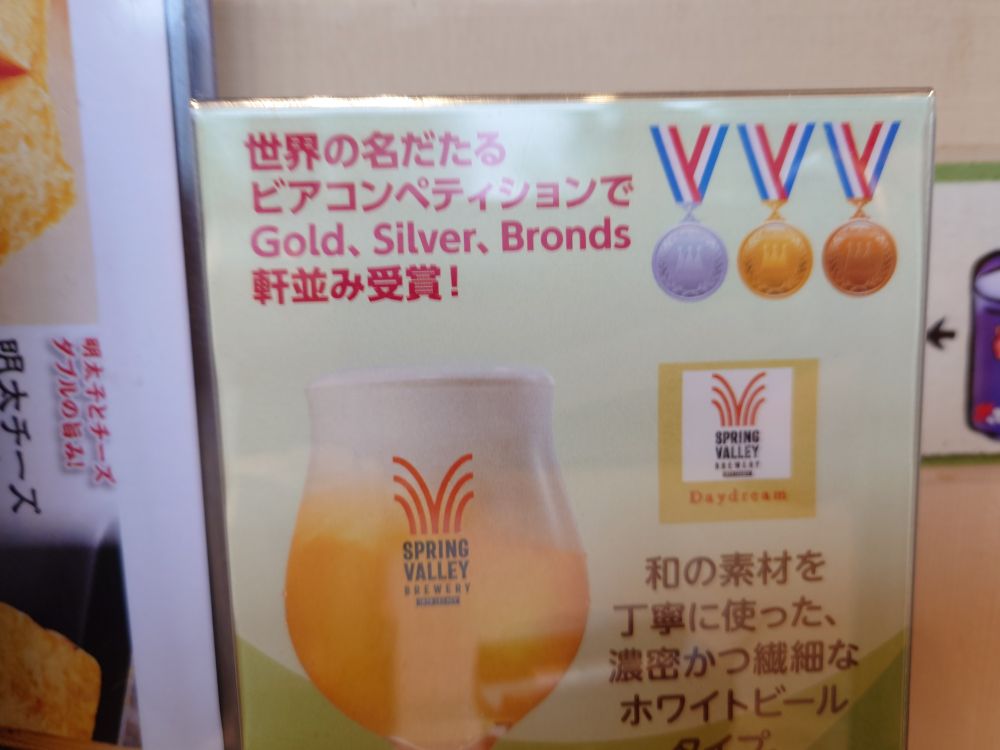 世界の名だたる
ビアコンペティションで
Gold、Silver、Bronds
軒並み受賞!
SPRING
VALLEY
BREWERY
Daydream
SPRING
VALLEY
BREWERY
和の素材を
丁寧に使った、
濃密かつ繊細な
ホワイトビール
タイプ
明太子とチーズ
ダブルの旨み!
明太チーズ